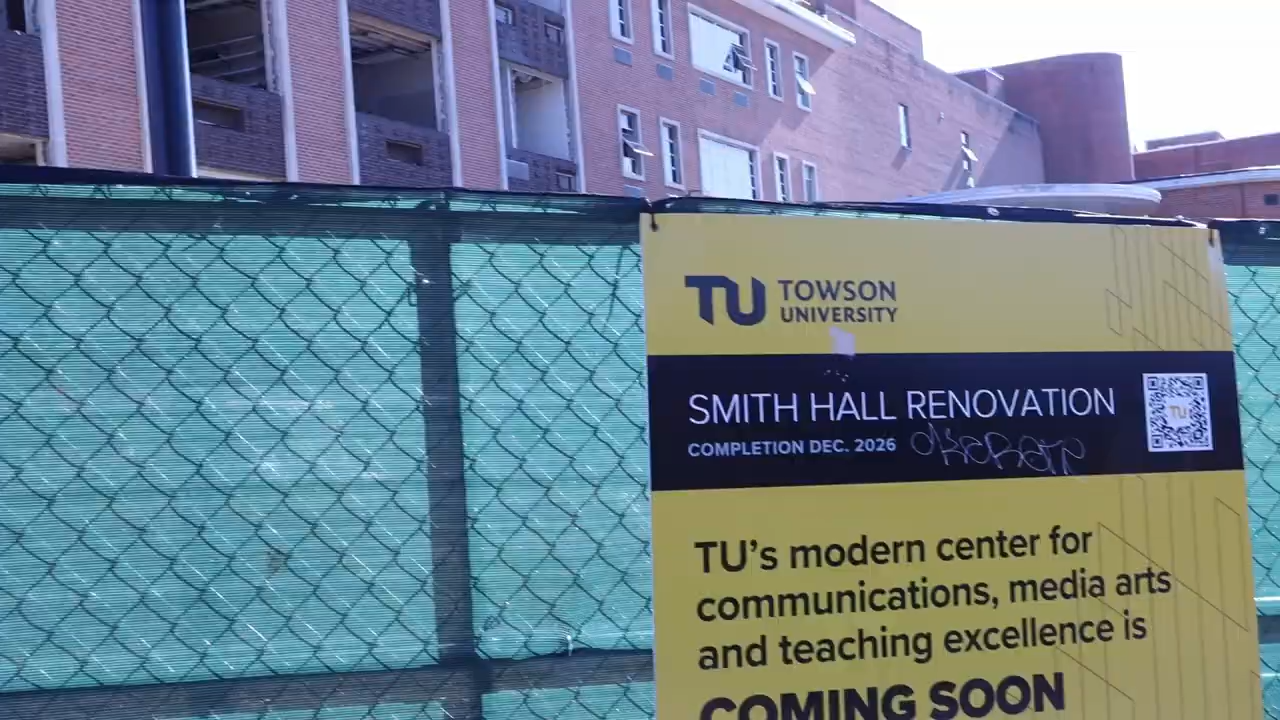 TU TOWSON
UNIVERSITY
SMITH HALL RENOVATION
COMPLETION DEC. 2026
TU
TU's modern center for
communications, media arts
and teaching excellence is
COMING SOON